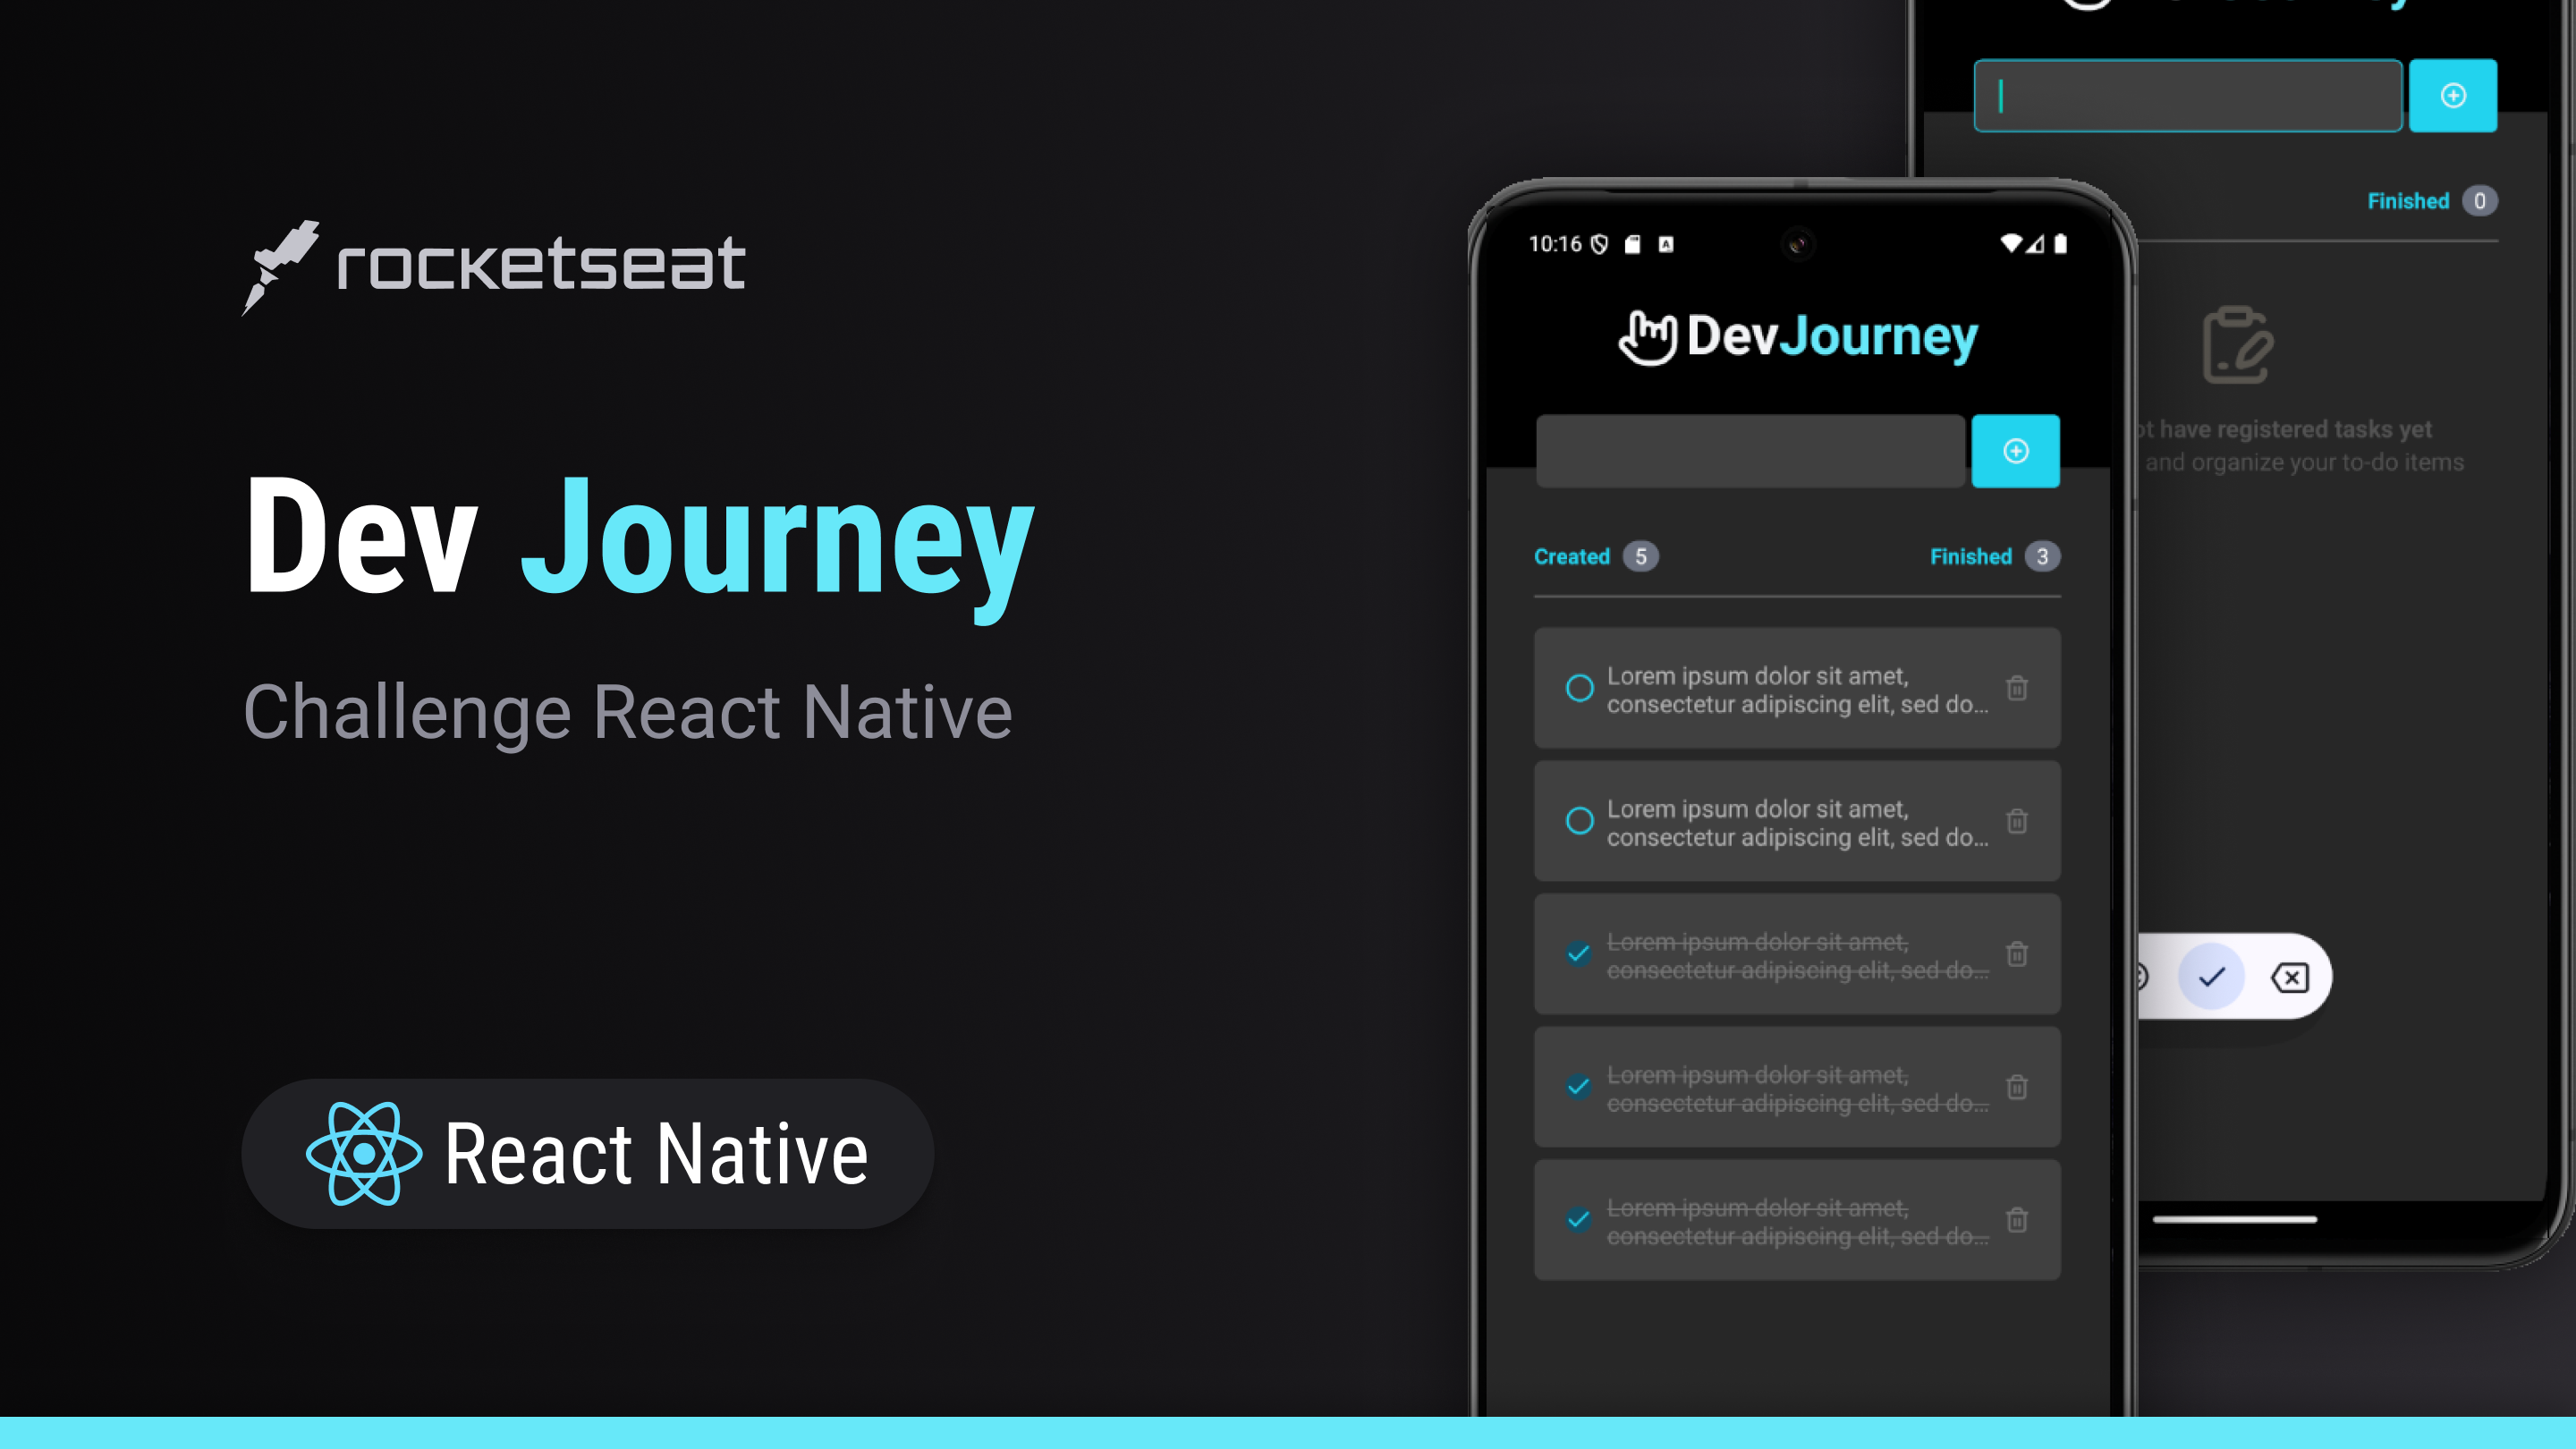 rocketseat
Dev Journey
Challenge React Native
React Native
10:16
DevJourney
Created 5
Finished 3
Lorem ipsum dolor sit amet,
consectetur adipiscing elit, sed do...
Lorem ipsum dolor sit amet,
consectetur adipiscing elit, sed do...
Lorem ipsum dolor sit amet,
consectetur adipiscing elit, sed do...
Lorem ipsum dolor sit amet,
consectetur adipiscing elit, sed do...
Lorem ipsum dolor sit amet,
consectetur adipiscing elit, sed do...
Finished 0
have registered tasks yet
and organize your to-do items